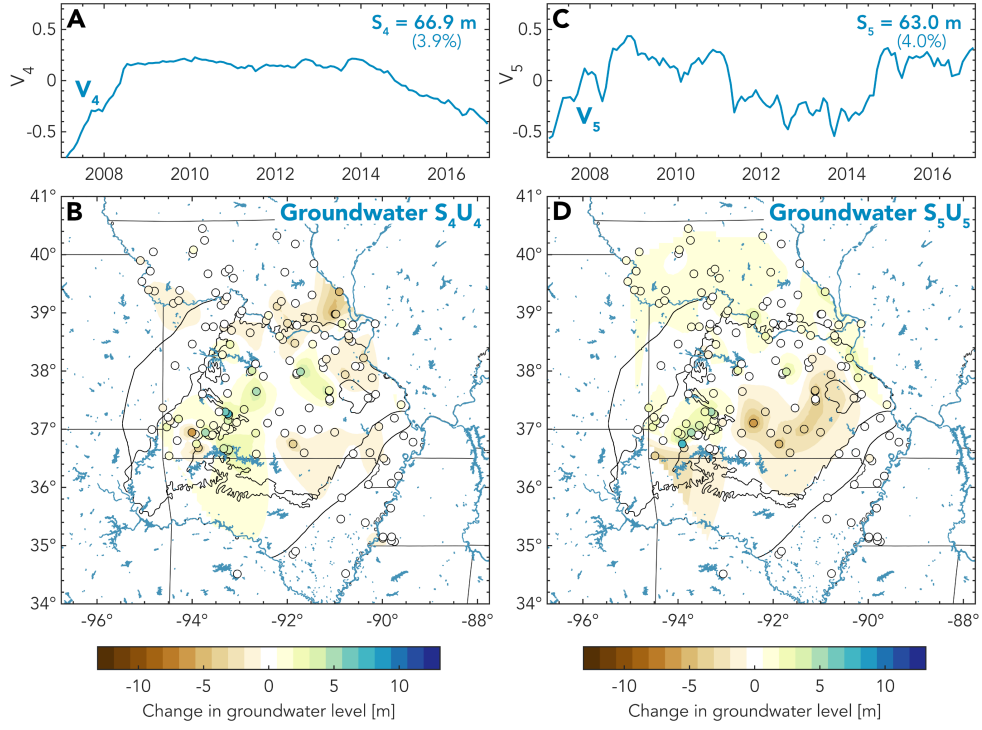 A
S4 = 66.9 m
(3.9%)
V4
V4
0.5
0
-0.5
2008 2010 2012 2014 2016
C
S5 = 63.0 m
(4.0%)
V5
V5
0.5
0
-0.5
2008 2010 2012 2014 2016
B
Groundwater S4U4
41°
40°
39°
38°
37°
36°
35°
34°
-96° -94° -92° -90° -88°
D
Groundwater S5U5
41°
40°
39°
38°
37°
36°
35°
34°
-96° -94° -92° -90° -88°
-10 -5 0 5 10
Change in groundwater level [m]
-10 -5 0 5 10
Change in groundwater level [m]